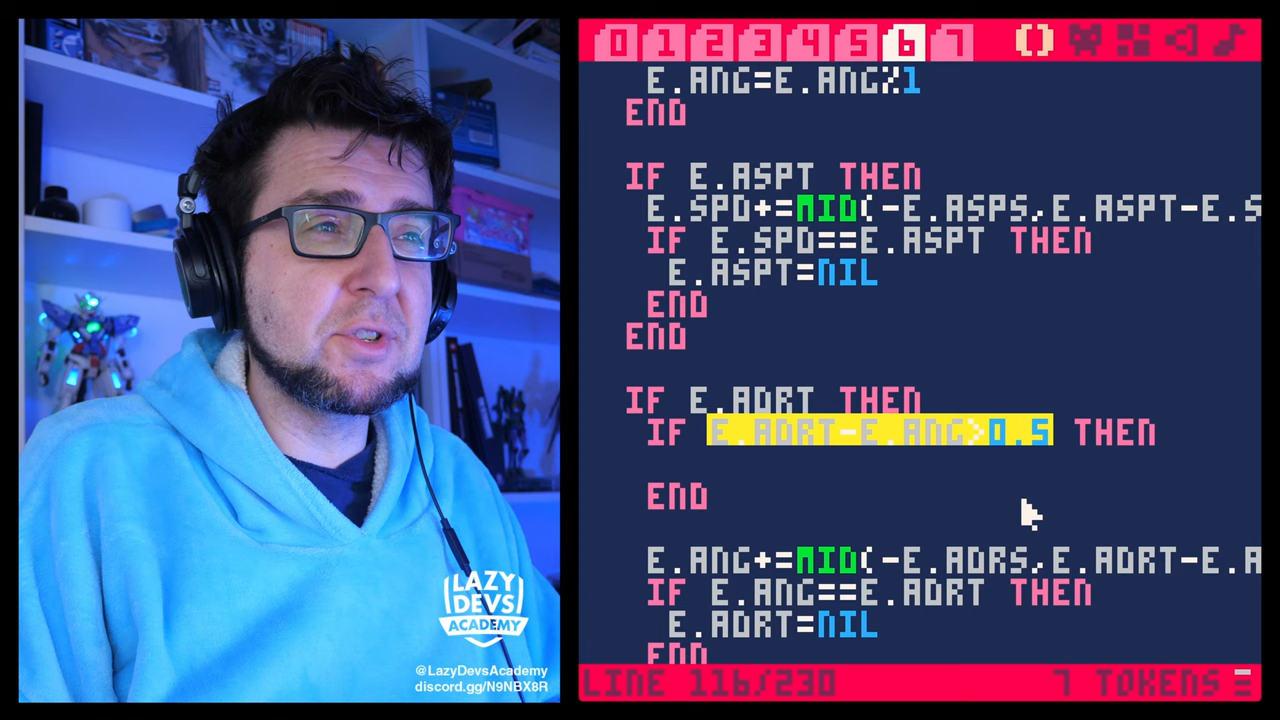 LAZY
DEVS
ACADEMY
@LazyDevsAcademy
discord.gg/N9NBX8R
0 1 2 3 4 5 6 7 ()
E.ANG=E.ANG%1
END
IF E.ASPT THEN
E.SPD+=MID(-E.ASPS,E.ASPT-E.S
IF E.SPD==E.ASPT THEN
E.ASPT=NIL
END
END
IF E.ADRT THEN
IF E.ADRT-E.ANG>0.5 THEN
END
E.ANG+=MID(-E.ADRS,E.ADRT-E.A
IF E.ANG==E.ADRT THEN
E.ADRT=NIL
END
LINE 116/230 7 TOKENS